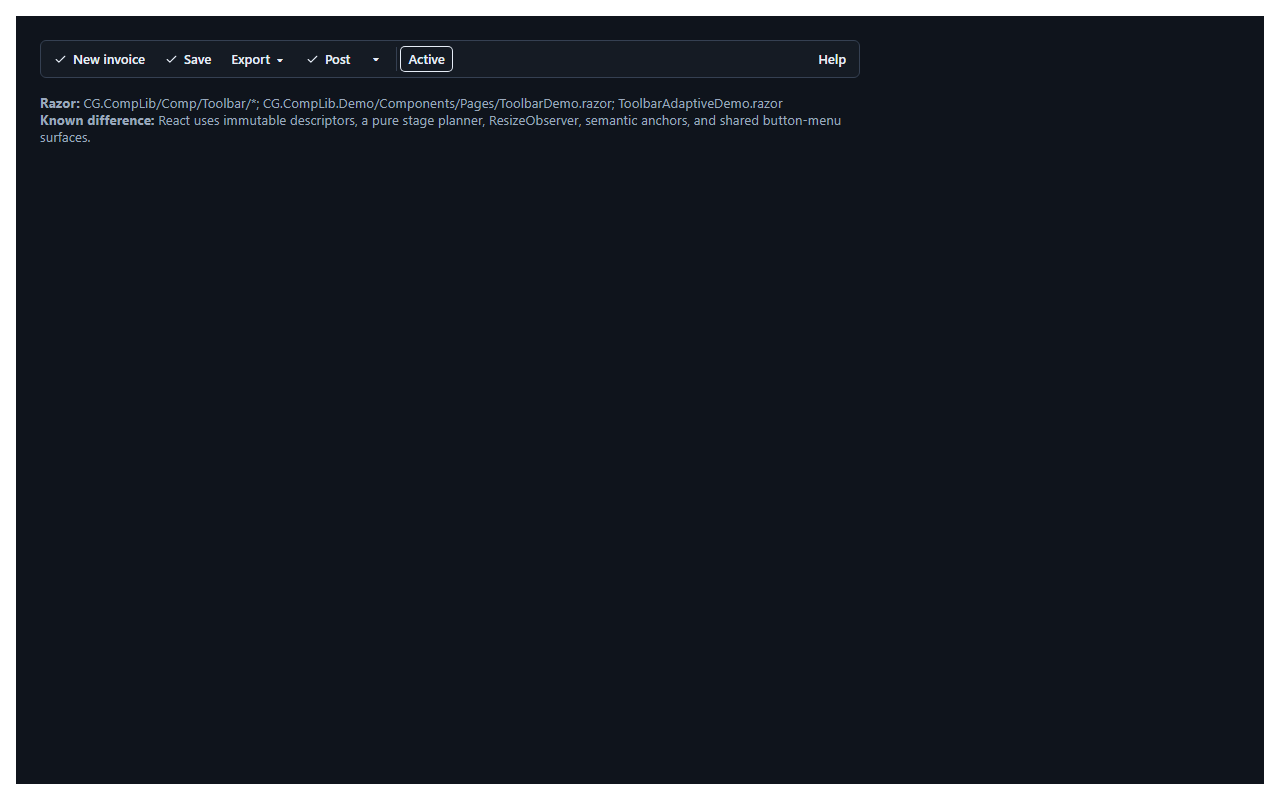 New invoice Save Export Post Active Help
Razor: CG.CompLib/Comp/Toolbar/*; CG.CompLib.Demo/Components/Pages/ToolbarDemo.razor; ToolbarAdaptiveDemo.razor
Known difference: React uses immutable descriptors, a pure stage planner, ResizeObserver, semantic anchors, and shared button-menu
surfaces.